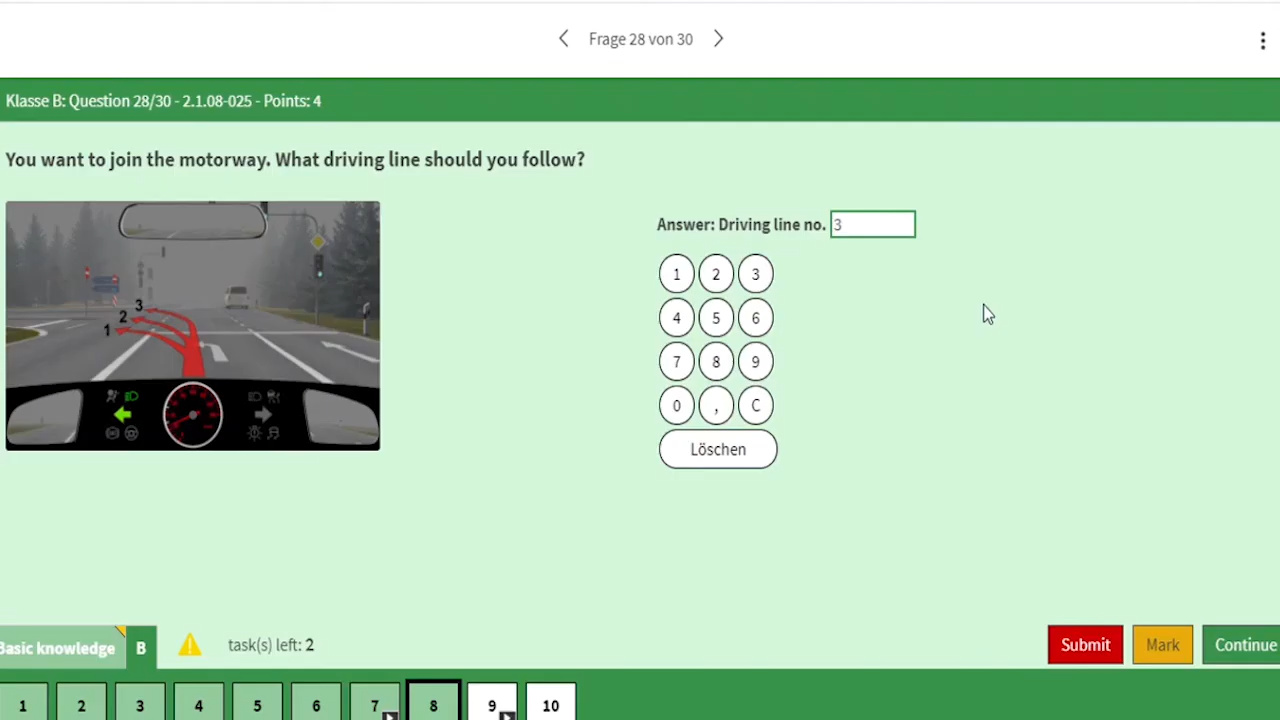 Frage 28 von 30
Klasse B: Question 28/30 - 2.1.08-025 - Points: 4
You want to join the motorway. What driving line should you follow?
Answer: Driving line no. 3
1 2 3
4 5 6
7 8 9
0 , C
Löschen
3
2
1
Basic knowledge B task(s) left: 2 Submit Mark Continue
1 2 3 4 5 6 7 8 9 10